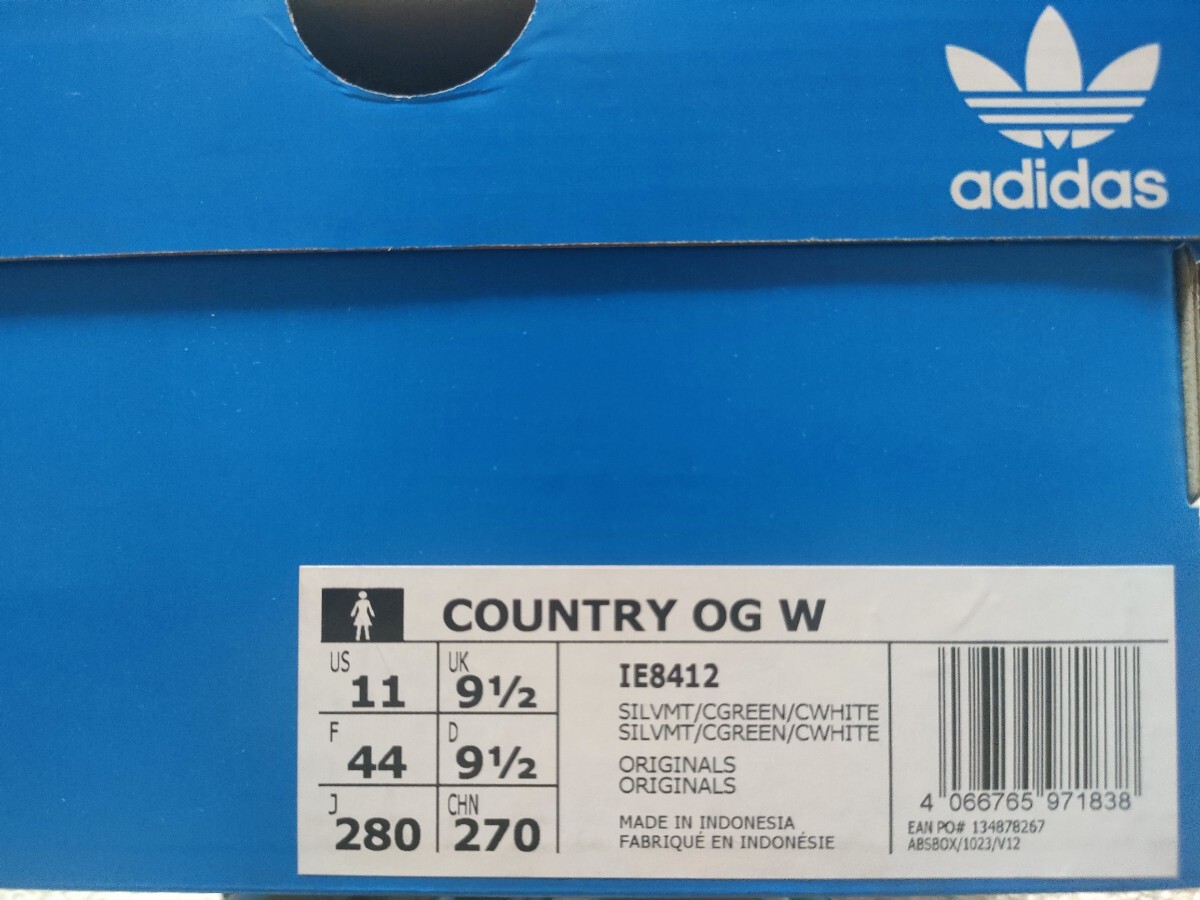 adidas
COUNTRY OG W
US
11
UK
9½
F
44
D
9½
J
280
CHN
270
IE8412
SILVMT/CGREEN/CWHITE
SILVMT/CGREEN/CWHITE
ORIGINALS
ORIGINALS
MADE IN INDONESIA
FABRIQUÉ EN INDONÉSIE
4 066765 971838
EAN PO# 134878267
ABSBOX/1023/V12